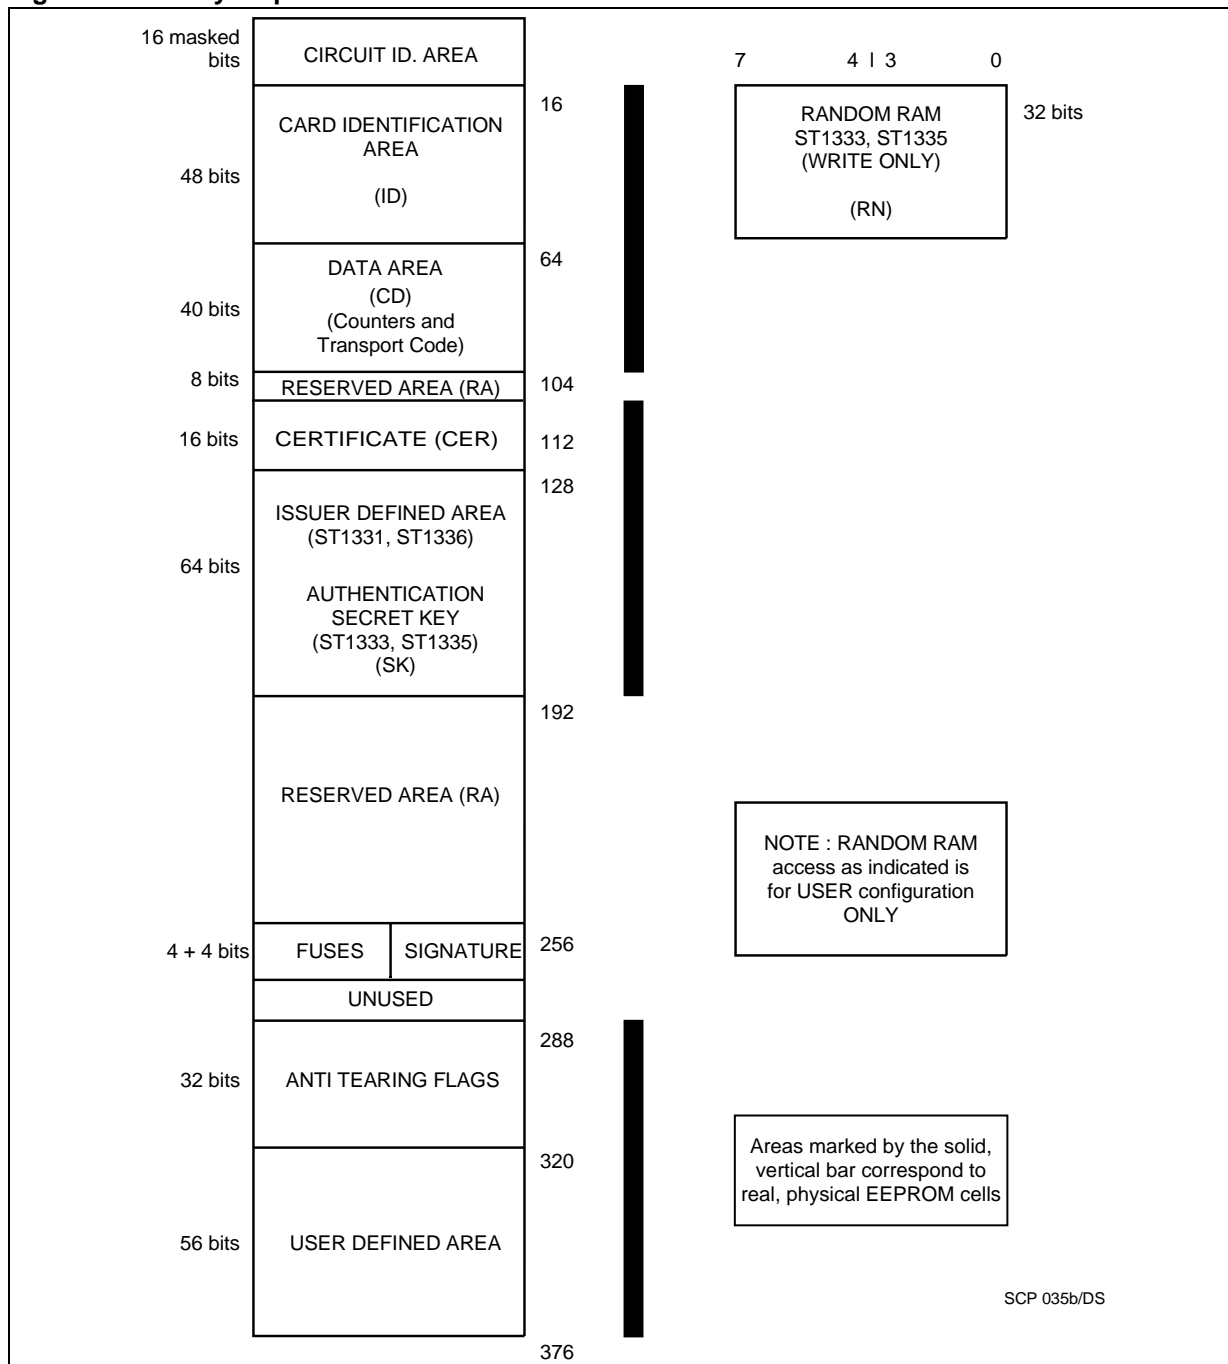 16 masked
bits
CIRCUIT ID. AREA
16
48 bits
CARD IDENTIFICATION
AREA
(ID)
64
40 bits
DATA AREA
(CD)
(Counters and
Transport Code)
8 bits
RESERVED AREA (RA)
104
16 bits
CERTIFICATE (CER)
112
128
64 bits
ISSUER DEFINED AREA
(ST1331, ST1336)
AUTHENTICATION
SECRET KEY
(ST1333, ST1335)
(SK)
192
RESERVED AREA (RA)
4 + 4 bits
FUSES
SIGNATURE
256
UNUSED
288
32 bits
ANTI TEARING FLAGS
320
56 bits
USER DEFINED AREA
376
7 4 | 3 0
RANDOM RAM
ST1333, ST1335
(WRITE ONLY)
(RN)
32 bits
NOTE : RANDOM RAM
access as indicated is
for USER configuration
ONLY
Areas marked by the solid,
vertical bar correspond to
real, physical EEPROM cells
SCP 035b/DS